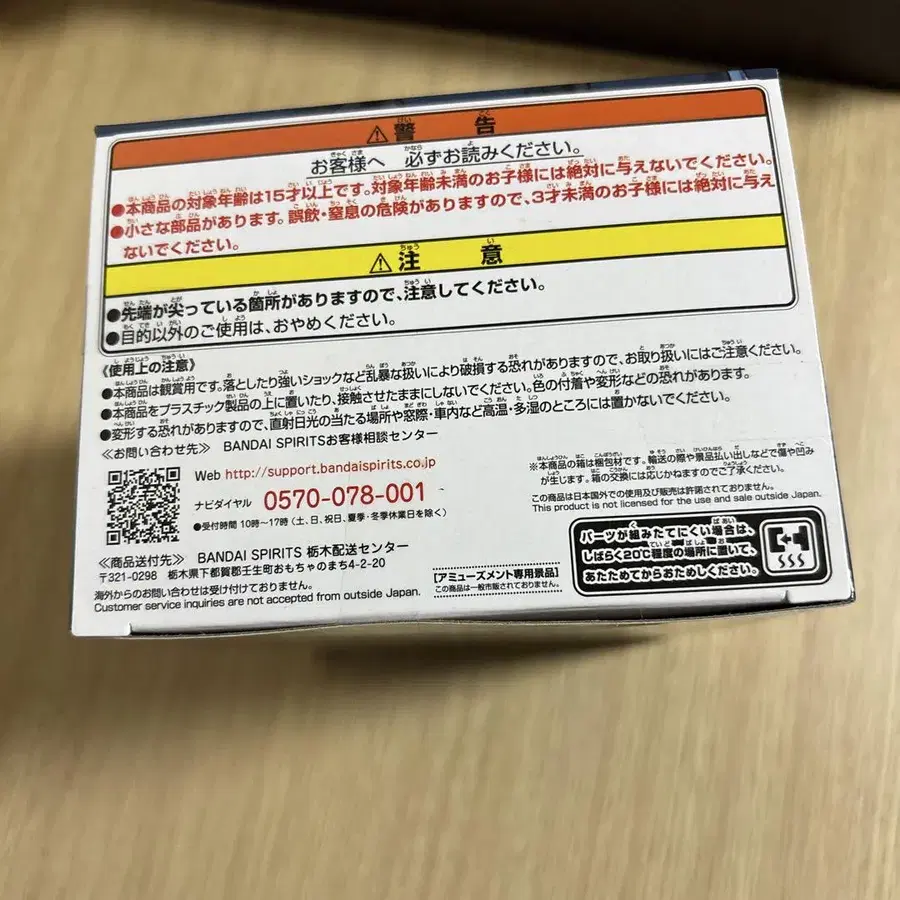 ⚠警告
お客様へ 必ずお読みください。
●本商品の対象年齢は15才以上です。対象年齢未満のお子様には絶対に与えないでください。
●小さな部品があります。誤飲・窒息の危険がありますので、3才未満のお子様には絶対に与え
ないでください。
⚠注意
●先端が尖っている箇所がありますので、注意してください。
●目的以外のご使用は、おやめください。
《使用上の注意》
●本商品は観賞用です。落としたり強いショックなど乱暴な扱いにより破損する恐れがありますので、お取り扱いにはご注意ください。
●本商品をプラスチック製品の上に置いたり、接触させたままにしないでください。色の付着や変形などの恐れがあります。
●変形する恐れがありますので、直射日光の当たる場所や窓際・車内など高温・多湿のところには置かないでください。
≪お問い合わせ先≫ BANDAI SPIRITSお客様相談センター
Web http://support.bandaispirits.co.jp
ナビダイヤル 0570-078-001
●受付時間 10時~17時 (土、日、祝日、夏季・冬季休業日を除く)
≪商品送付先≫ BANDAI SPIRITS 栃木配送センター
〒321-0298 栃木県下都賀郡壬生町おもちゃのまち4-2-20
海外からのお問い合わせは受け付けておりません。
Customer service inquiries are not accepted from outside Japan.
※本商品の箱は梱包材です。輸送の際や景品払い出しなどで傷や凹み
が生じます。箱の交換には応じかねますのでご了承ください。
この商品は日本国外での使用及び販売は許諾されておりません。
This product is not licensed for the use and sale outside Japan.
[アミューズメント専用景品]
この商品は一般市販されておりません。
パーツが組みたてにくい場合は、
しばらく20℃程度の場所に置いて、
あたためてからおためしください。